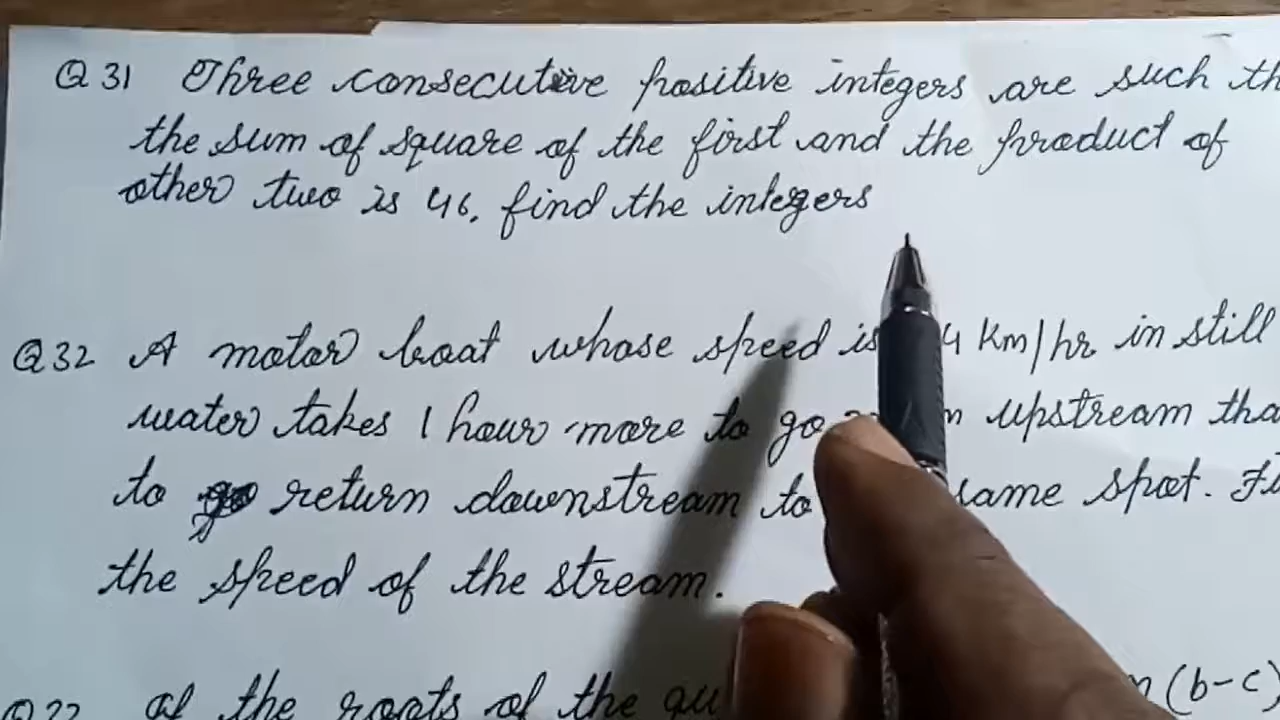 Q31 Three consecutive positive integers are such th
the sum of square of the first and the product of
other two is 46, find the integers
Q32 A motor boat whose speed is 4 km/hr in still
water takes 1 hour more to go m upstream tha
to go return downstream to same spot. Fi
the speed of the stream.
of the roots of the qu (b-c)